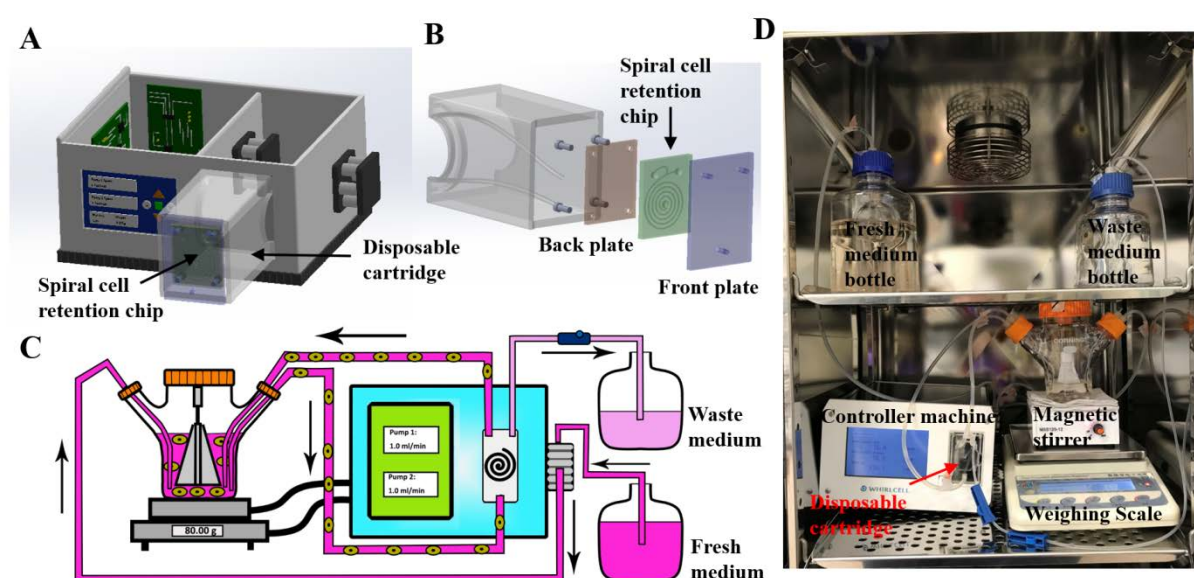 A
B
D
Spiral cell
retention
chip
Back plate
Front plate
Spiral cell
retention chip
Disposable
cartridge
C
Pump 1:
1.0 ml/min
Pump 2:
1.0 ml/min
80.00 g
Waste
medium
Fresh
medium
Fresh
medium
bottle
Waste
medium
bottle
Controller machine
Magnetic
stirrer
WHIRLCELL
Disposable
cartridge
Weighing Scale